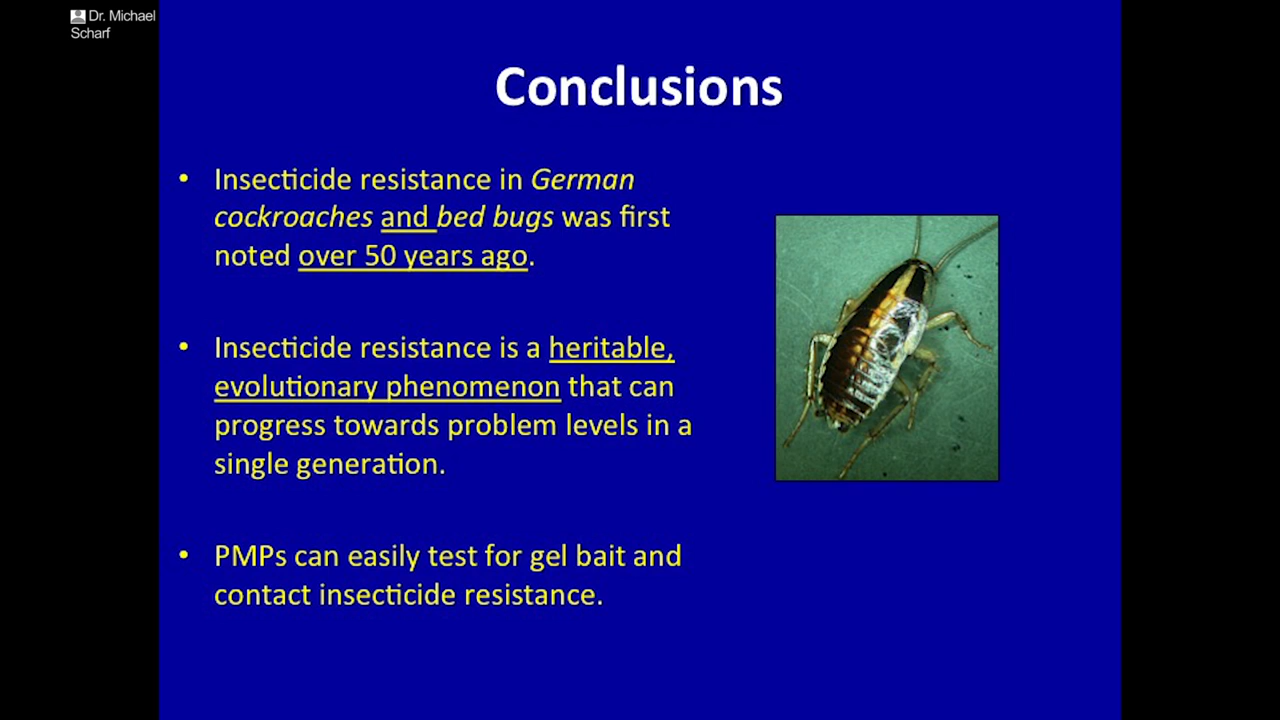 Dr. Michael
Scharf
Conclusions
• Insecticide resistance in German
cockroaches and bed bugs was first
noted over 50 years ago.
• Insecticide resistance is a heritable,
evolutionary phenomenon that can
progress towards problem levels in a
single generation.
• PMPs can easily test for gel bait and
contact insecticide resistance.